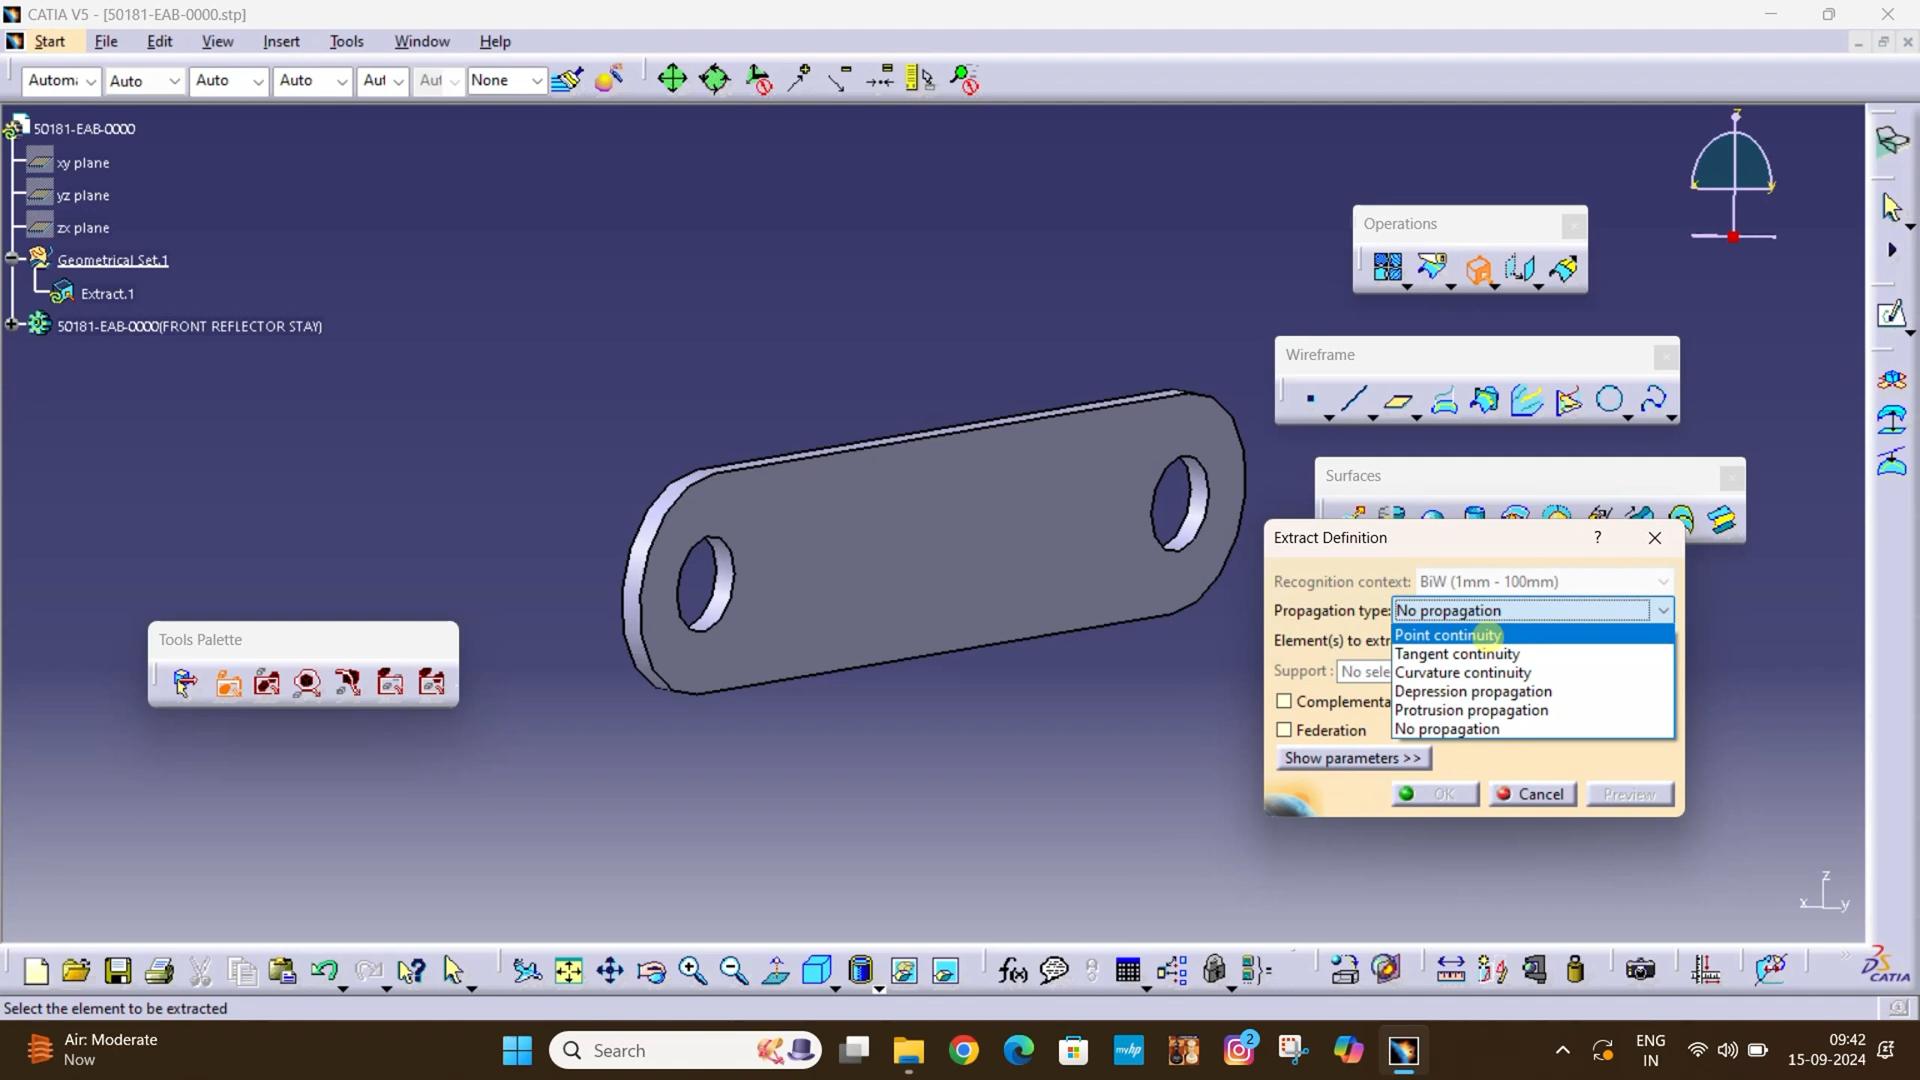 CATIA V5 - [50181-EAB-0000.stp]
Start File Edit View Insert Tools Window Help
Auto Auto Auto Aut Aut None
50181-EAB-0000
xy plane
yz plane
zx plane
Geometrical Set.1
Extract.1
50181-EAB-0000(FRONT REFLECTOR STAY)
z
x y
Operations
Wireframe
Surfaces
Tools Palette
Extract Definition ?
Recognition context: BiW (1mm - 100mm)
Propagation type: No propagation
Point continuity
Tangent continuity
Curvature continuity
Depression propagation
Protrusion propagation
No propagation
Element(s) to extr
Support : No sele
Complementa
Federation
Show parameters >>
OK Cancel Preview
z
x y
f(x)
CATIA
Select the element to be extracted
Air: Moderate
Now
Search
myhp
2
ENG
IN
09:42
15-09-2024